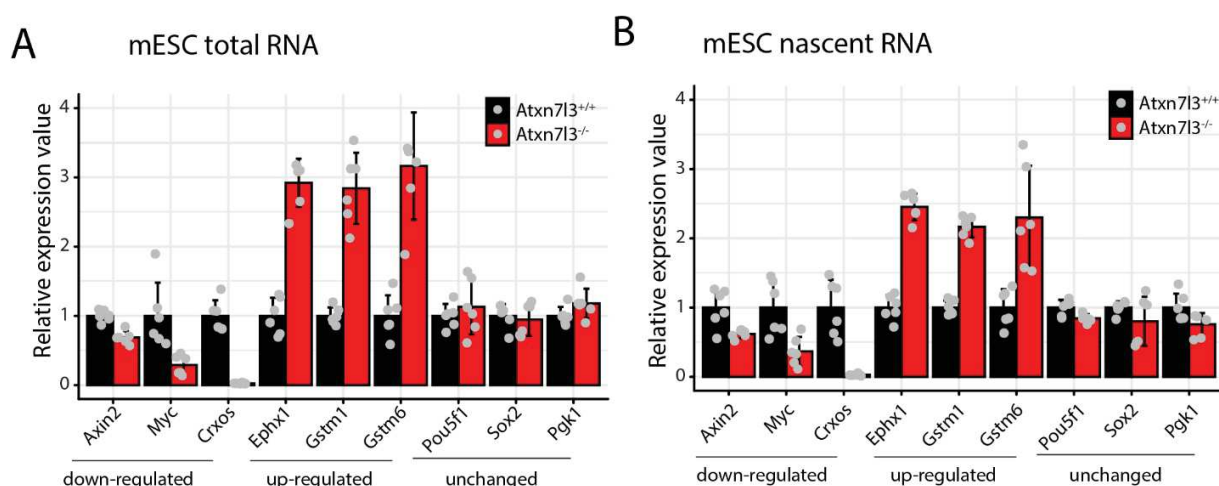 A
mESC total RNA
Relative expression value
4
3
2
1
0
Atxn7l3+/+
Atxn7l3-/-
Axin2
Myc
Crxos
Ephx1
Gstm1
Gstm6
Pou5f1
Sox2
Pgk1
down-regulated
up-regulated
unchanged
B
mESC nascent RNA
Relative expression value
4
3
2
1
0
Atxn7l3+/+
Atxn7l3-/-
Axin2
Myc
Crxos
Ephx1
Gstm1
Gstm6
Pou5f1
Sox2
Pgk1
down-regulated
up-regulated
unchanged